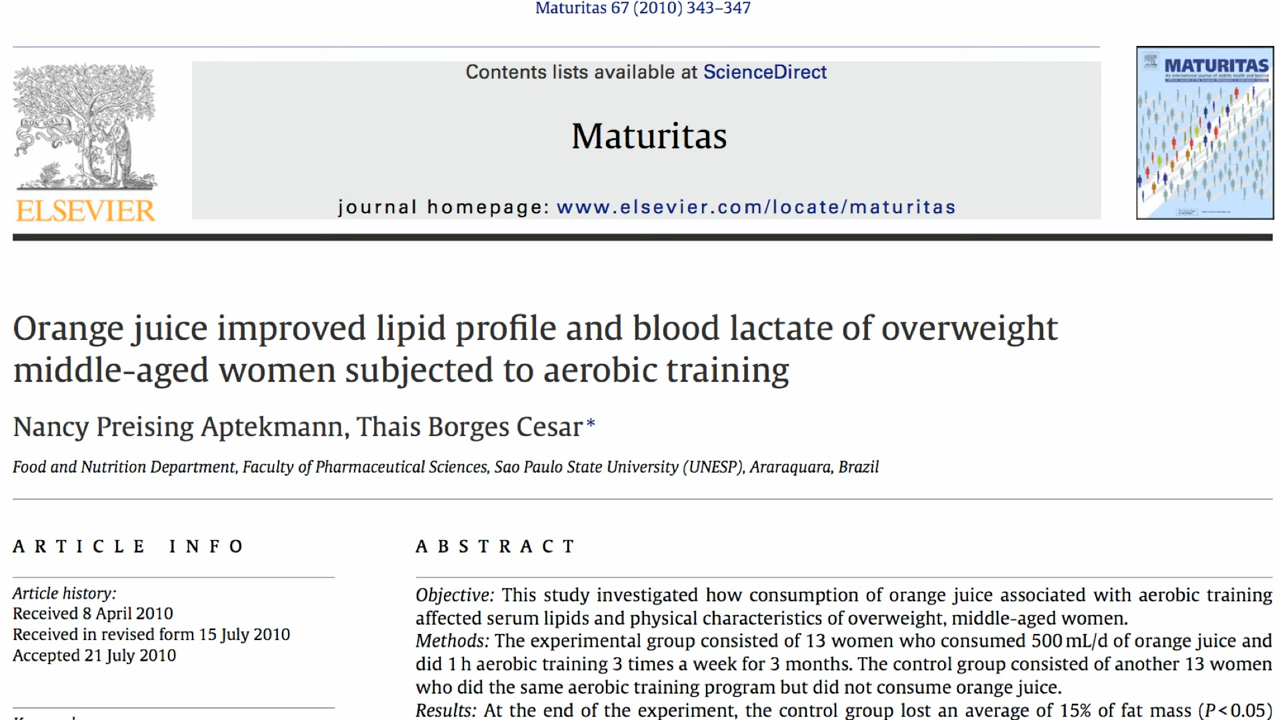 Maturitas 67 (2010) 343–347
Contents lists available at ScienceDirect
Maturitas
journal homepage: www.elsevier.com/locate/maturitas
ELSEVIER
MATURITAS
Orange juice improved lipid profile and blood lactate of overweight
middle-aged women subjected to aerobic training
Nancy Preising Aptekmann, Thais Borges Cesar*
Food and Nutrition Department, Faculty of Pharmaceutical Sciences, Sao Paulo State University (UNESP), Araraquara, Brazil
ARTICLE INFO
Article history:
Received 8 April 2010
Received in revised form 15 July 2010
Accepted 21 July 2010
ABSTRACT
Objective: This study investigated how consumption of orange juice associated with aerobic training
affected serum lipids and physical characteristics of overweight, middle-aged women.
Methods: The experimental group consisted of 13 women who consumed 500 mL/d of orange juice and
did 1 h aerobic training 3 times a week for 3 months. The control group consisted of another 13 women
who did the same aerobic training program but did not consume orange juice.
Results: At the end of the experiment, the control group lost an average of 15% of fat mass (P<0.05)